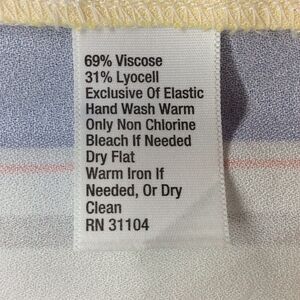 69% Viscose
31% Lyocell
Exclusive Of Elastic
Hand Wash Warm
Only Non Chlorine
Bleach If Needed
Dry Flat
Warm Iron If
Needed, Or Dry
Clean
RN 31104